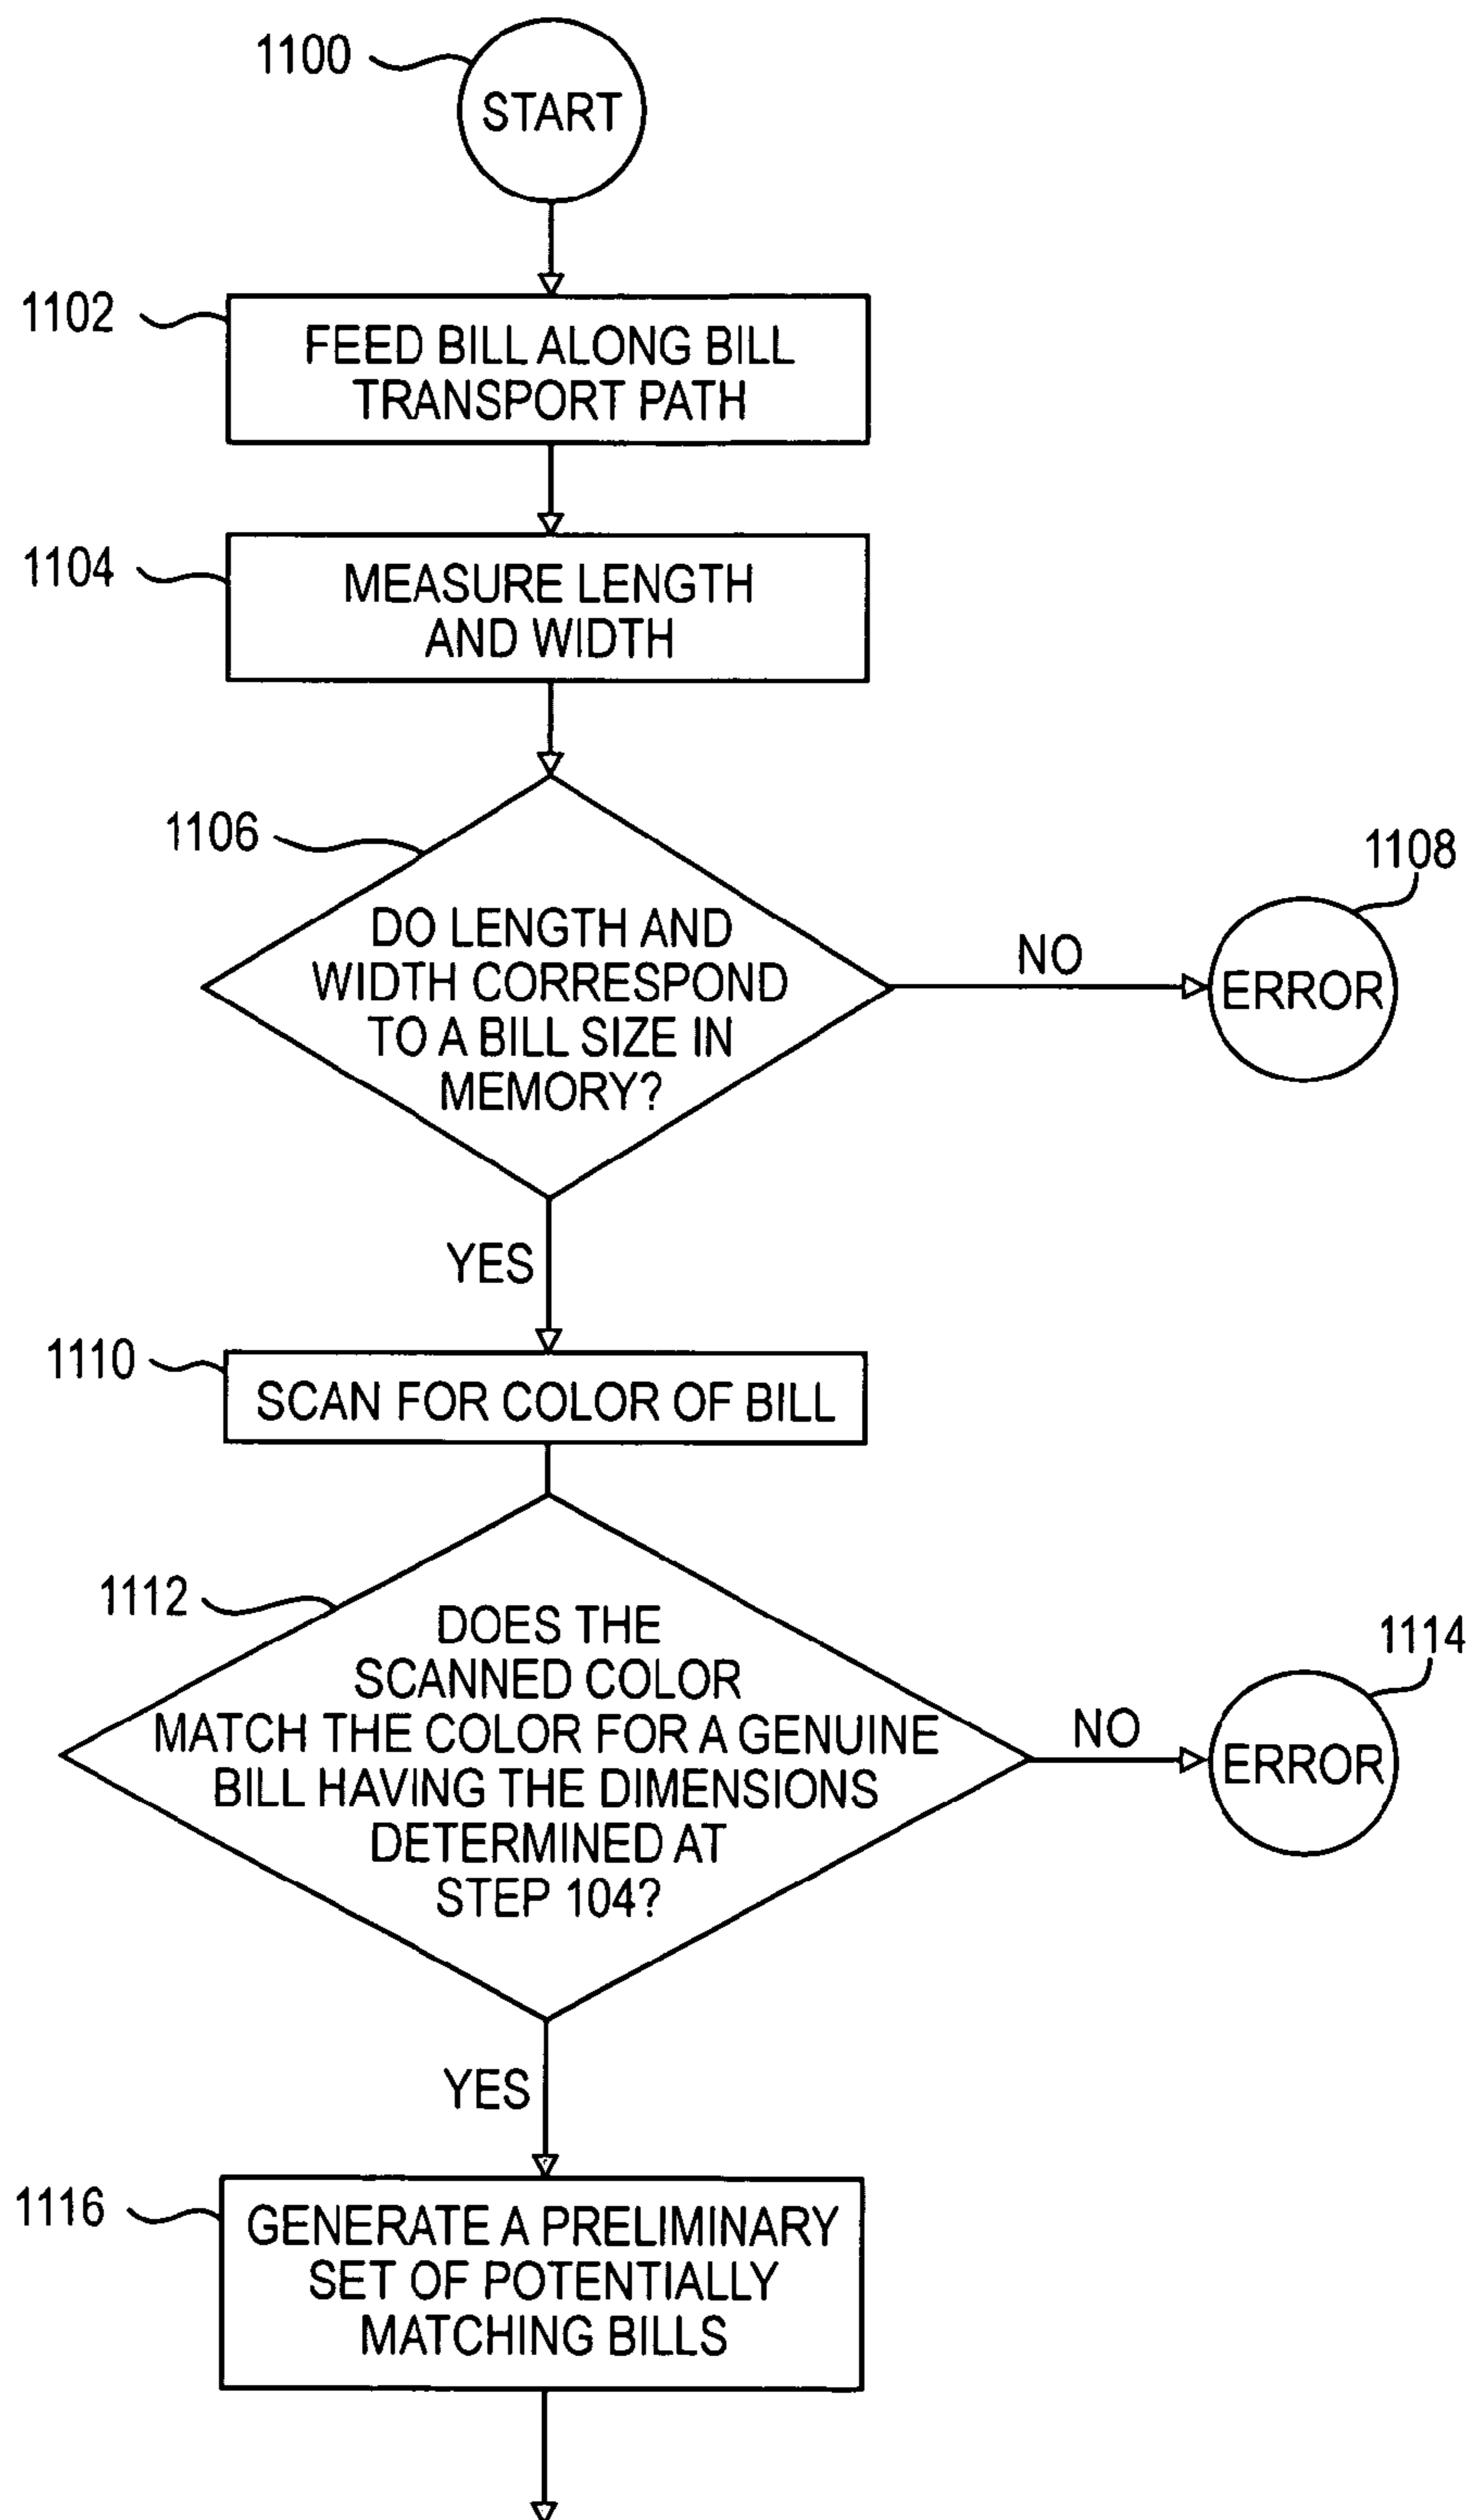 1100
START
1102
FEED BILL ALONG BILL
TRANSPORT PATH
1104
MEASURE LENGTH
AND WIDTH
1106
DO LENGTH AND
WIDTH CORRESPOND
TO A BILL SIZE IN
MEMORY?
NO
1108
ERROR
YES
1110
SCAN FOR COLOR OF BILL
1112
DOES THE
SCANNED COLOR
MATCH THE COLOR FOR A GENUINE
BILL HAVING THE DIMENSIONS
DETERMINED AT
STEP 104?
NO
1114
ERROR
YES
1116
GENERATE A PRELIMINARY
SET OF POTENTIALLY
MATCHING BILLS